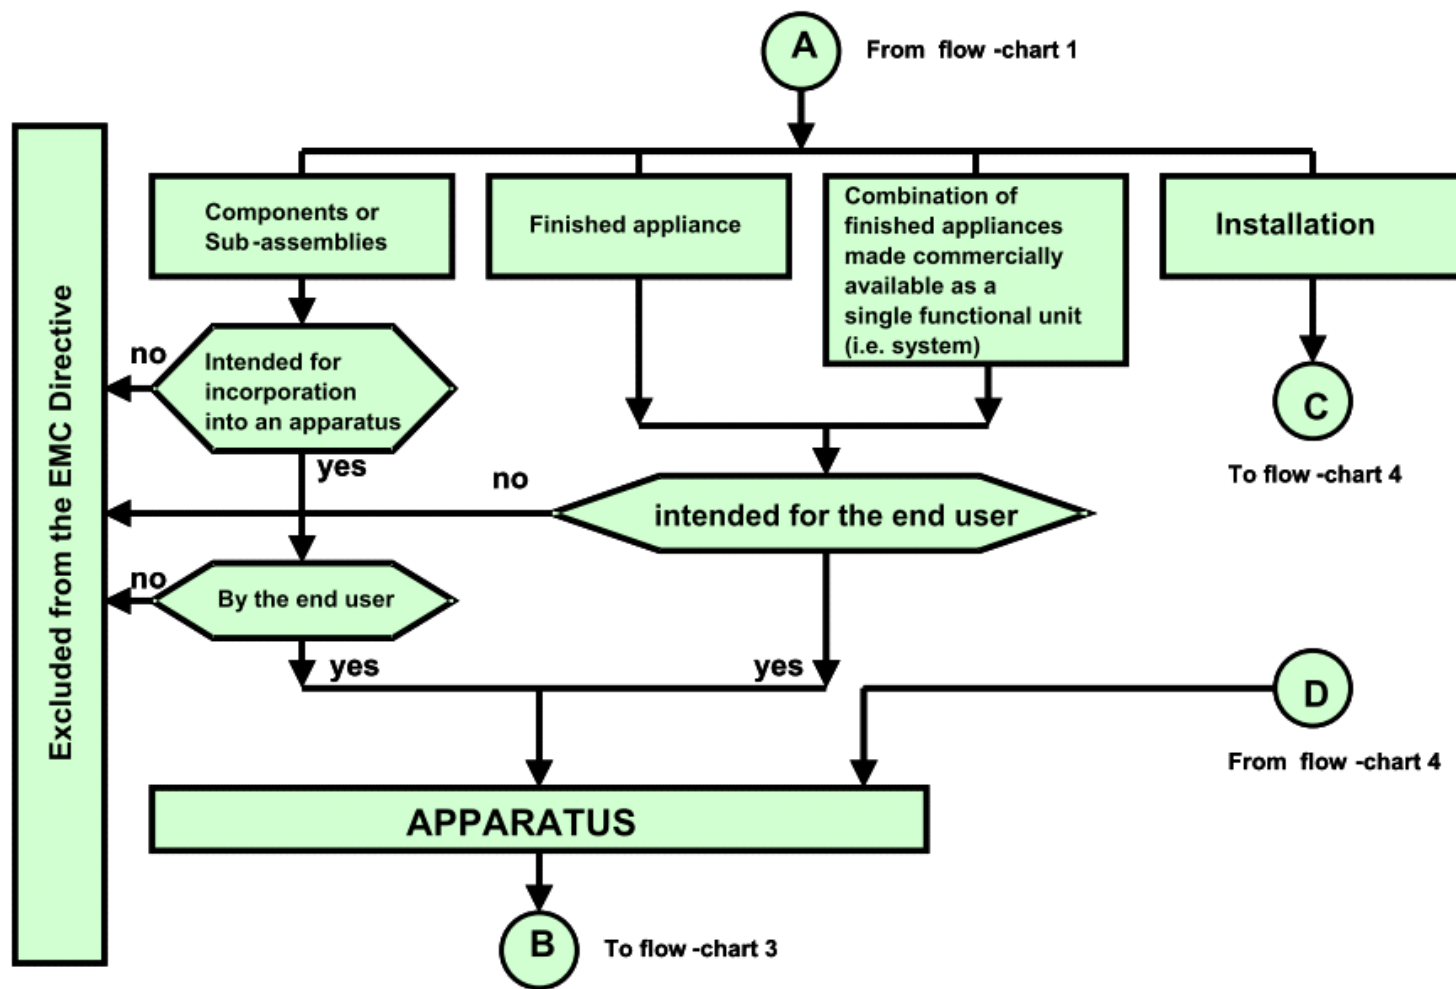 A
From flow -chart 1
Components or
Sub -assemblies
Finished appliance
Combination of
finished appliances
made commercially
available as a
single functional unit
(i.e. system)
Installation
Excluded from the EMC Directive
no
Intended for
incorporation
into an apparatus
yes
C
To flow -chart 4
no
intended for the end user
no
By the end user
yes
yes
D
From flow -chart 4
APPARATUS
B
To flow -chart 3